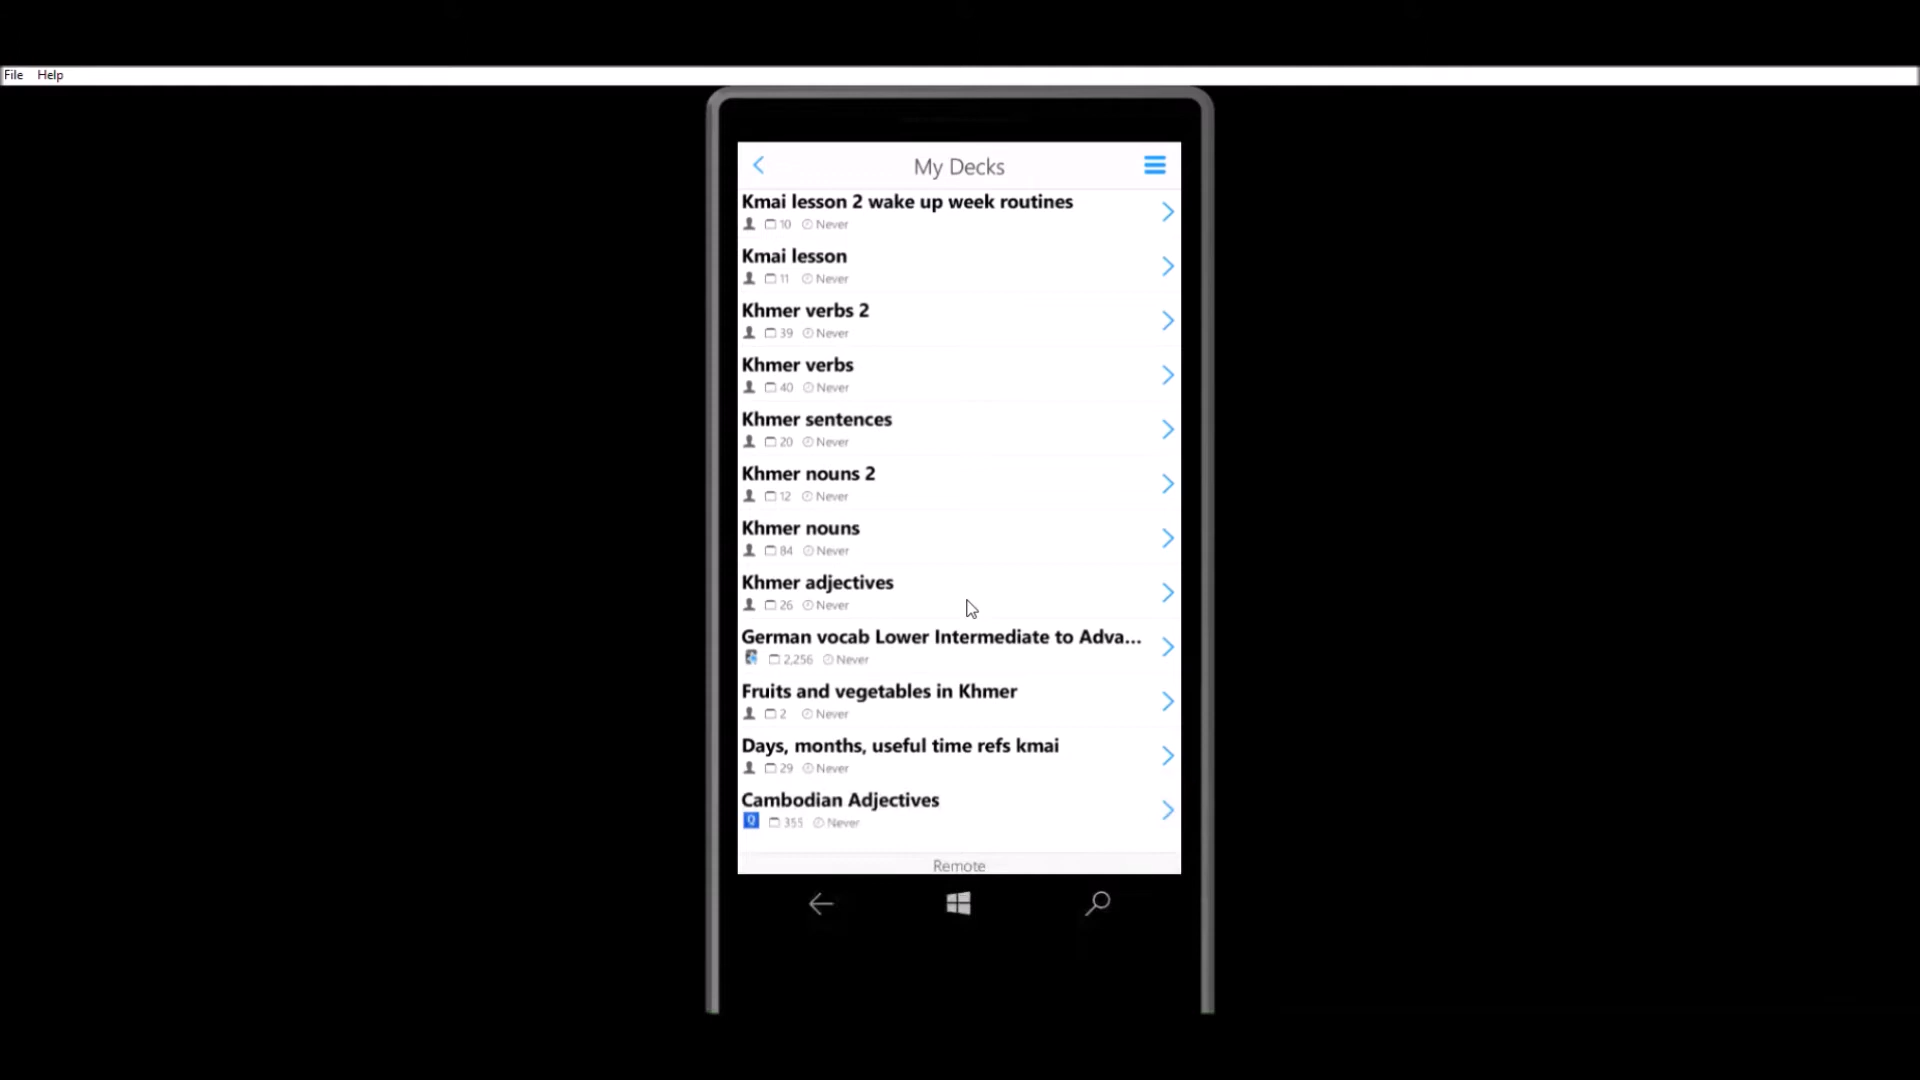 File Help
My Decks
Kmai lesson 2 wake up week routines
10 Never
Kmai lesson
11 Never
Khmer verbs 2
39 Never
Khmer verbs
40 Never
Khmer sentences
20 Never
Khmer nouns 2
12 Never
Khmer nouns
84 Never
Khmer adjectives
26 Never
German vocab Lower Intermediate to Adva...
2,256 Never
Fruits and vegetables in Khmer
2 Never
Days, months, useful time refs kmai
29 Never
Cambodian Adjectives
Q 355 Never
Remote